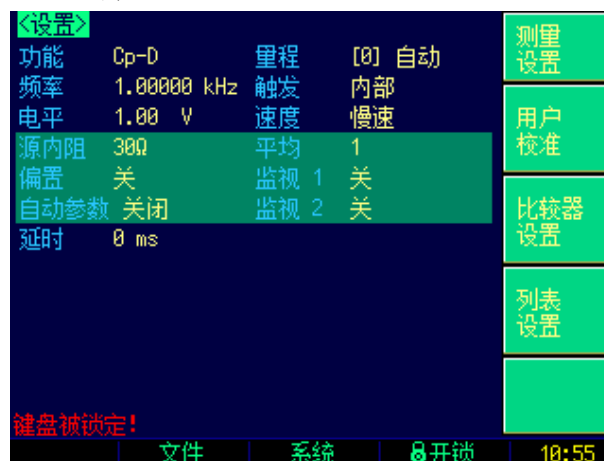 <设置>
功能 Cp-D 量程 [0] 自动
频率 1.00000 kHz 触发 内部
电平 1.00 V 速度 慢速
源内阻 30Ω 平均 1
偏置 关 监视 1 关
自动参数 关闭 监视 2 关
延时 0 ms
测量
设置
用户
校准
比较器
设置
列表
设置
键盘被锁定!
文件 系统 开锁 10:55